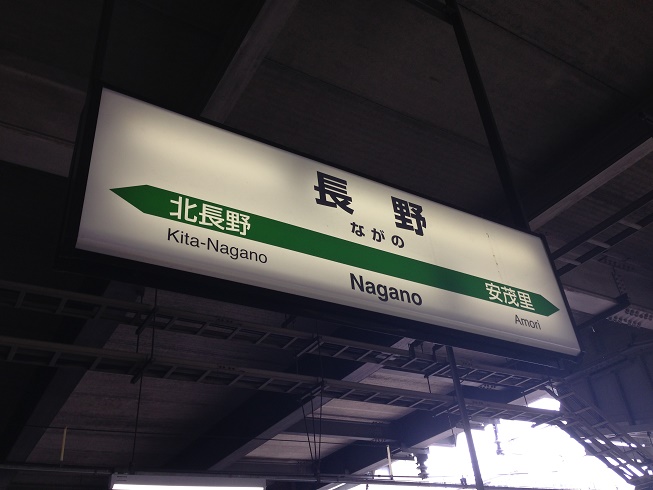 長野
ながの
北長野
Kita-Nagano
Nagano
安茂里
Amori